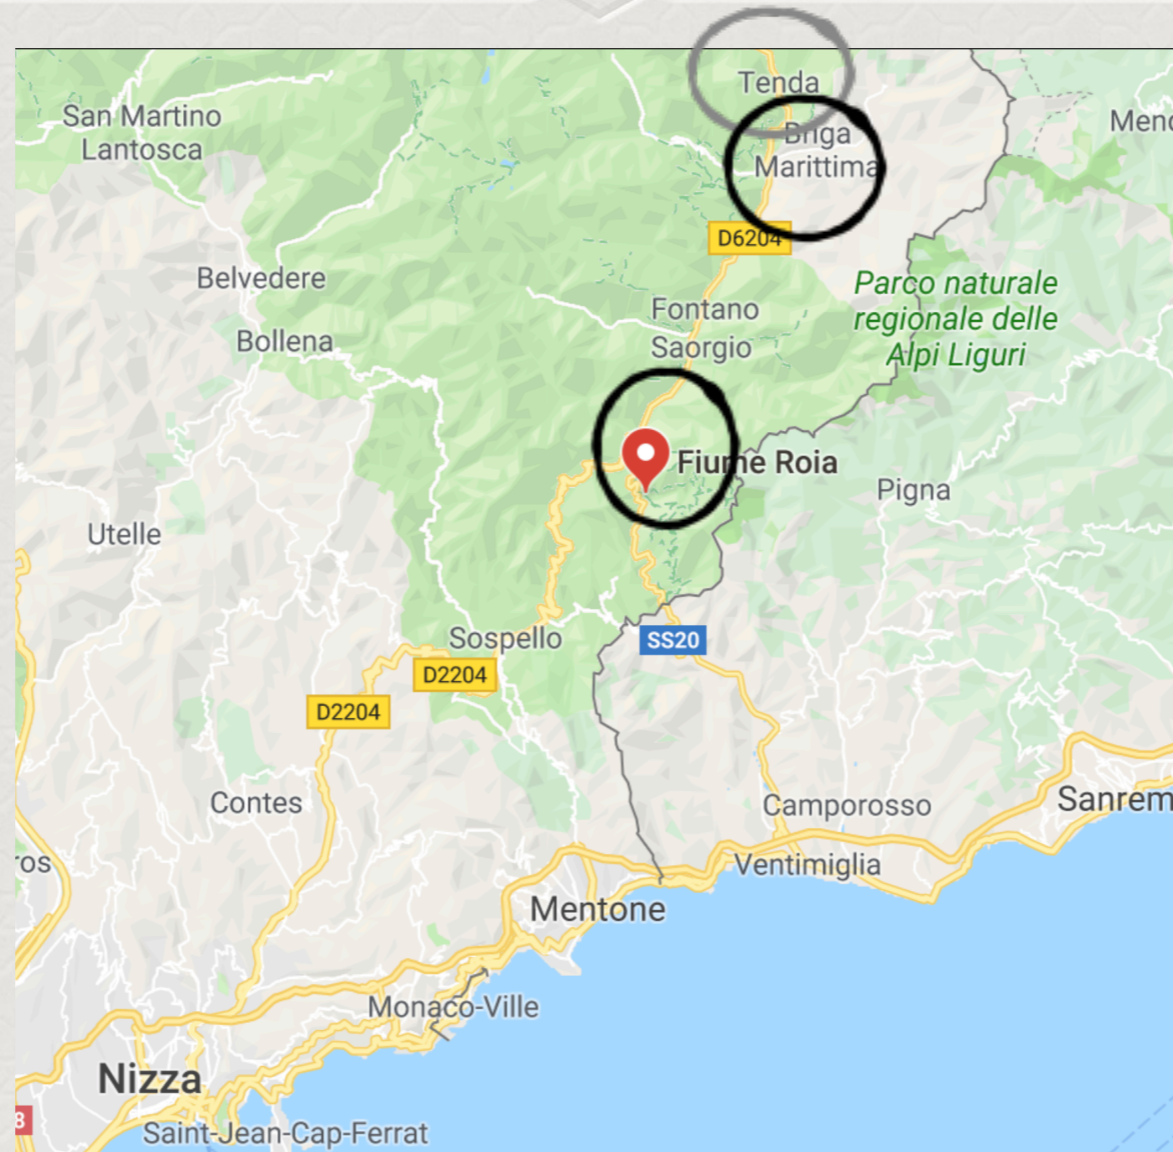 Tenda
San Martino
Lantosca
Briga
Marittima
D6204
Belvedere
Bollena
Fontano
Saorgio
Parco naturale
regionale delle
Alpi Liguri
Fiume Roia
Pigna
Utelle
Sospello
SS20
D2204
D2204
Contes
Camporosso
Sanrem
Ventimiglia
Mentone
Monaco-Ville
Nizza
Saint-Jean-Cap-Ferrat